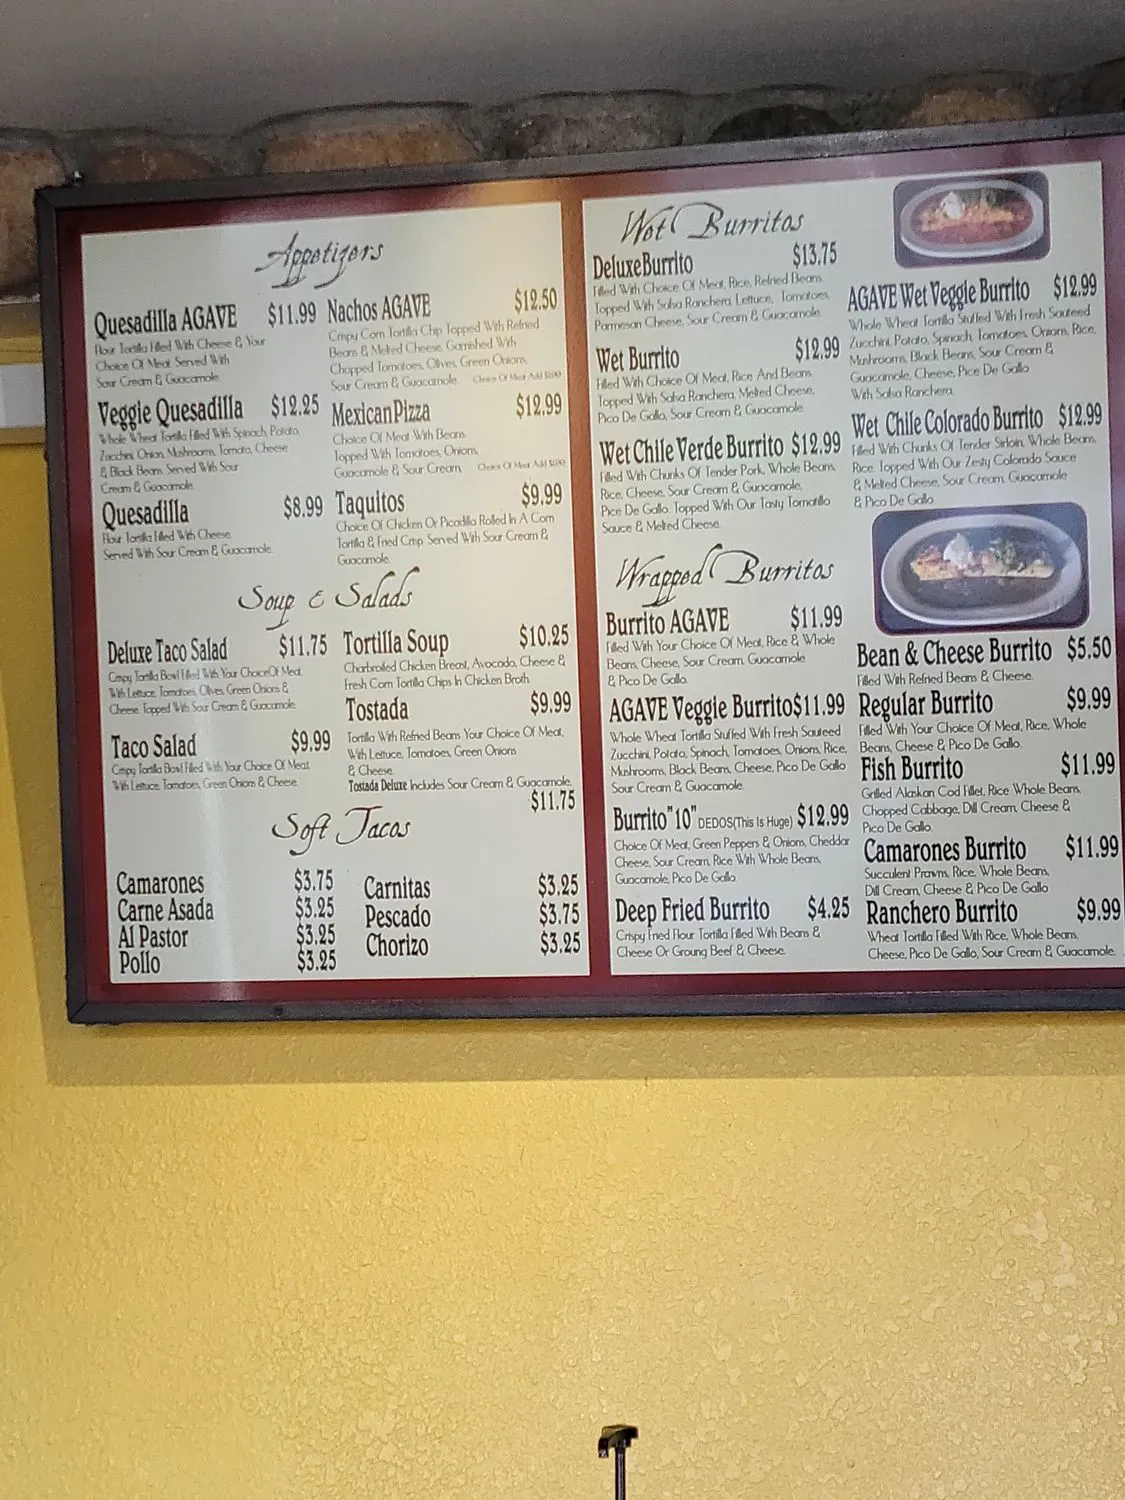 Appetizers
Quesadilla AGAVE $11.99
Flour Tortilla Filled With Cheese & Your
Choice Of Meat Served With
Sour Cream & Guacamole.
Veggie Quesadilla $12.25
Whole Wheat Tortilla Filled With Spinach, Potato,
Zucchini, Onion, Mushrooms, Tomato, Cheese
& Black Beans. Served With Sour
Cream & Guacamole.
Quesadilla $8.99
Flour Tortilla Filled With Cheese.
Served With Sour Cream & Guacamole.
Nachos AGAVE $12.50
Crispy Corn Tortilla Chip Topped With Refried
Beans & Melted Cheese. Garnished With
Chopped Tomatoes, Olives, Green Onions,
Sour Cream & Guacamole. Choice Of Meat Add
Mexican Pizza $12.99
Choice Of Meat With Beans.
Topped With Tomatoes, Onions,
Guacamole & Sour Cream. Choice Of Meat Add
Taquitos $9.99
Choice Of Chicken Or Picadillo Rolled In A Corn
Tortilla & Fried Crisp. Served With Sour Cream &
Guacamole.
Soup & Salads
Deluxe Taco Salad $11.75
Crispy Tortilla Bowl Filled With Your ChoiceOf Meat,
With Lettuce, Tomatoes, Olives, Green Onions &
Cheese. Topped With Sour Cream & Guacamole.
Taco Salad $9.99
Crispy Tortilla Bowl Filled With Your Choice Of Meat
With Lettuce, Tomatoes, Green Onions & Cheese.
Tortilla Soup $10.25
Charbroiled Chicken Breast, Avocado, Cheese &
Fresh Corn Tortilla Chips In Chicken Broth.
Tostada $9.99
Tortilla With Refried Beans Your Choice Of Meat,
With Lettuce, Tomatoes, Green Onions
& Cheese.
Tostada Deluxe Includes Sour Cream & Guacamole.
$11.75
Soft Tacos
Camarones $3.75
Carne Asada $3.25
Al Pastor $3.25
Pollo $3.25
Carnitas $3.25
Pescado $3.75
Chorizo $3.25
Wet Burritos
DeluxeBurrito $13.75
Filled With Choice Of Meat, Rice, Refried Beans.
Topped With Salsa Ranchera, Lettuce, Tomatoes,
Parmesan Cheese, Sour Cream & Guacamole.
Wet Burrito $12.99
Filled With Choice Of Meat, Rice And Beans.
Topped With Salsa Ranchera, Melted Cheese,
Pico De Gallo, Sour Cream & Guacamole.
Wet Chile Verde Burrito $12.99
Filled With Chunks Of Tender Pork, Whole Beans,
Rice, Cheese, Sour Cream & Guacamole,
Pice De Gallo. Topped With Our Tasty Tomatillo
Sauce & Melted Cheese.
AGAVE Wet Veggie Burrito $12.99
Whole Wheat Tortilla Stuffed With Fresh Sauteed
Zucchini, Potato, Spinach, Tomatoes, Onions, Rice,
Mushrooms, Black Beans, Sour Cream &
Guacamole, Cheese, Pice De Gallo
With Salsa Ranchera.
Wet Chile Colorado Burrito $12.99
Filled With Chunks Of Tender Sirloin, Whole Beans,
Rice. Topped With Our Zesty Colorado Sauce
& Melted Cheese, Sour Cream, Guacamole
& Pico De Gallo.
Wrapped Burritos
Burrito AGAVE $11.99
Filled With Your Choice Of Meat, Rice & Whole
Beans, Cheese, Sour Cream, Guacamole
& Pico De Gallo.
AGAVE Veggie Burrito $11.99
Whole Wheat Tortilla Stuffed With Fresh Sauteed
Zucchini, Potato, Spinach, Tomatoes, Onions, Rice,
Mushrooms, Black Beans, Cheese, Pico De Gallo
Sour Cream & Guacamole.
Burrito"10" DEDOS(This Is Huge) $12.99
Choice Of Meat, Green Peppers & Onions, Cheddar
Cheese, Sour Cream, Rice With Whole Beans,
Guacamole, Pico De Gallo.
Deep Fried Burrito $4.25
Crispy Fried Flour Tortilla Filled With Beans &
Cheese Or Groung Beef & Cheese.
Bean & Cheese Burrito $5.50
Filled With Refried Beans & Cheese.
Regular Burrito $9.99
Filled With Your Choice Of Meat, Rice, Whole
Beans, Cheese & Pico De Gallo.
Fish Burrito $11.99
Grilled Alaskan Cod Fillet, Rice Whole Beans,
Chopped Cabbage, Dill Cream, Cheese &
Pico De Gallo.
Camarones Burrito $11.99
Succulent Prawns, Rice, Whole Beans,
Dill Cream, Cheese & Pico De Gallo
Ranchero Burrito $9.99
Wheat Tortilla Filled With Rice, Whole Beans,
Cheese, Pico De Gallo, Sour Cream & Guacamole.